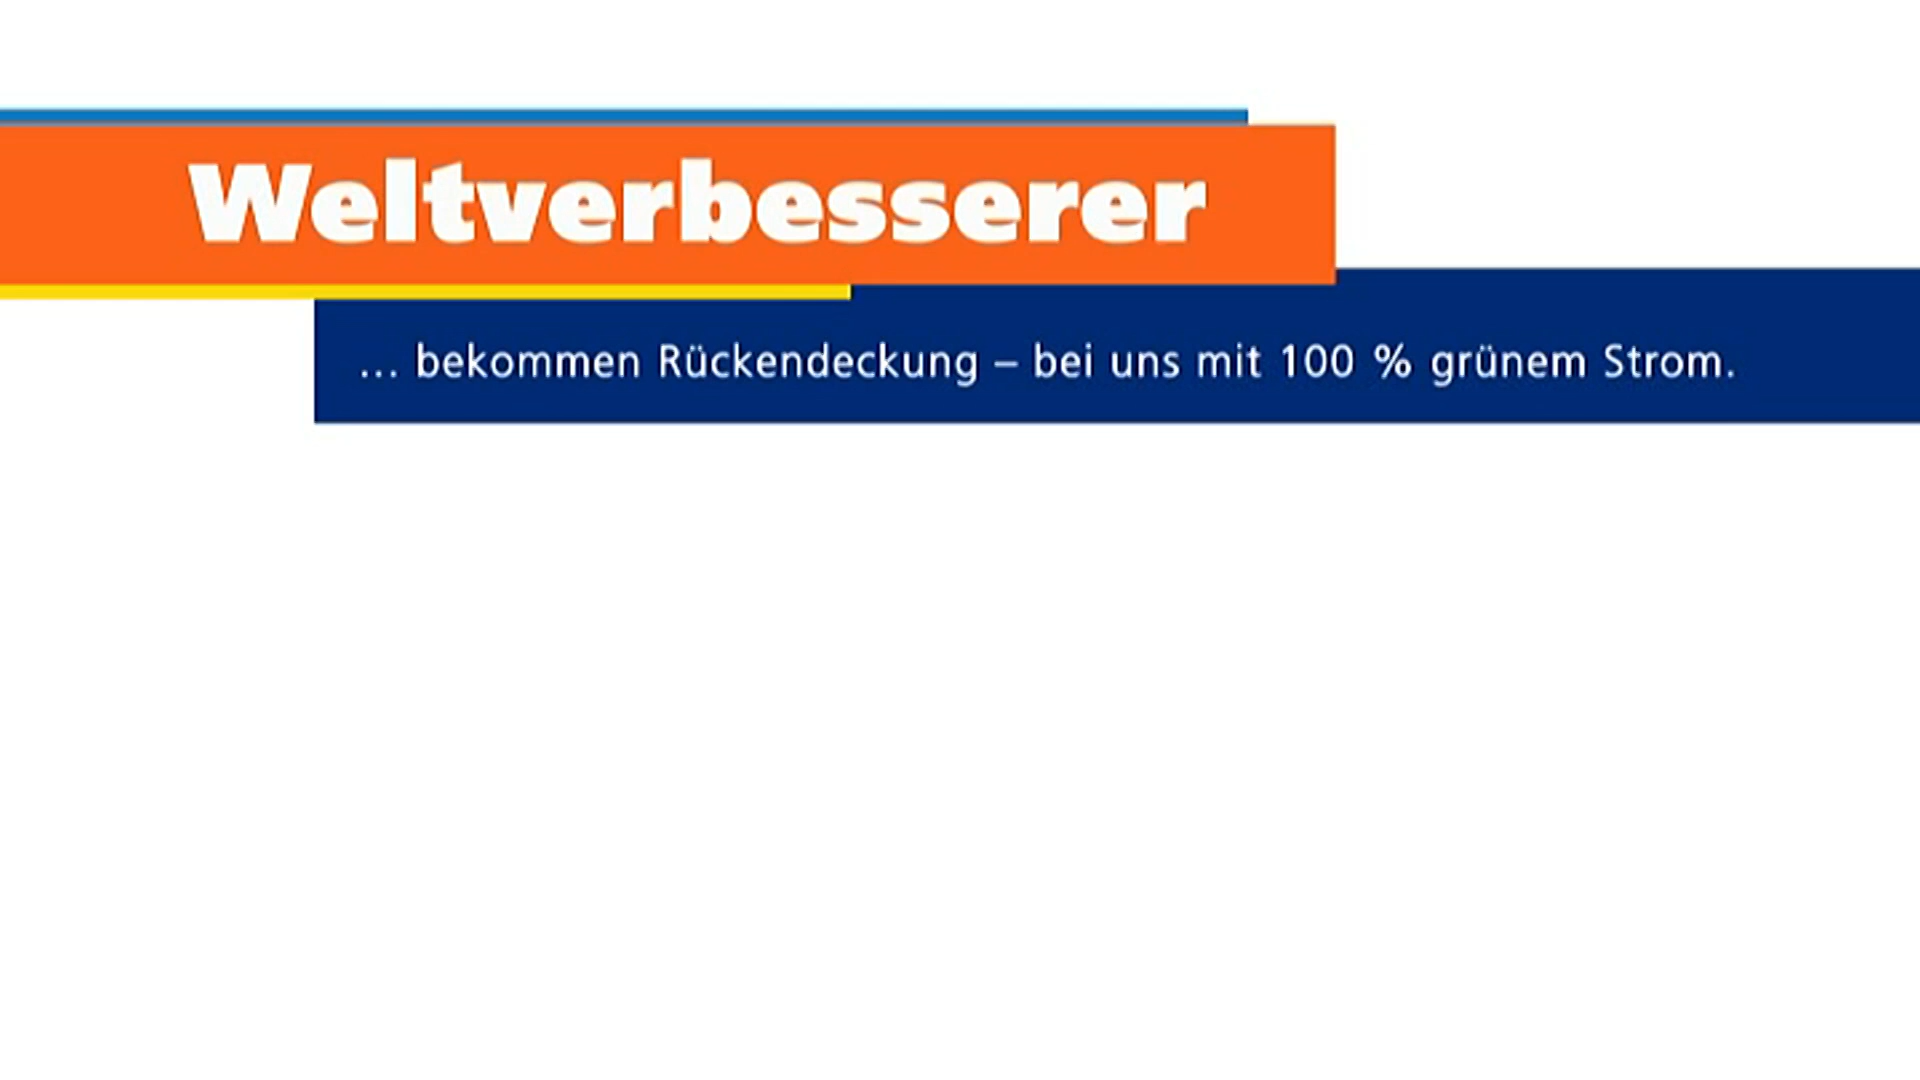 Weltverbesserer
... bekommen Rückendeckung – bei uns mit 100 % grünem Strom.